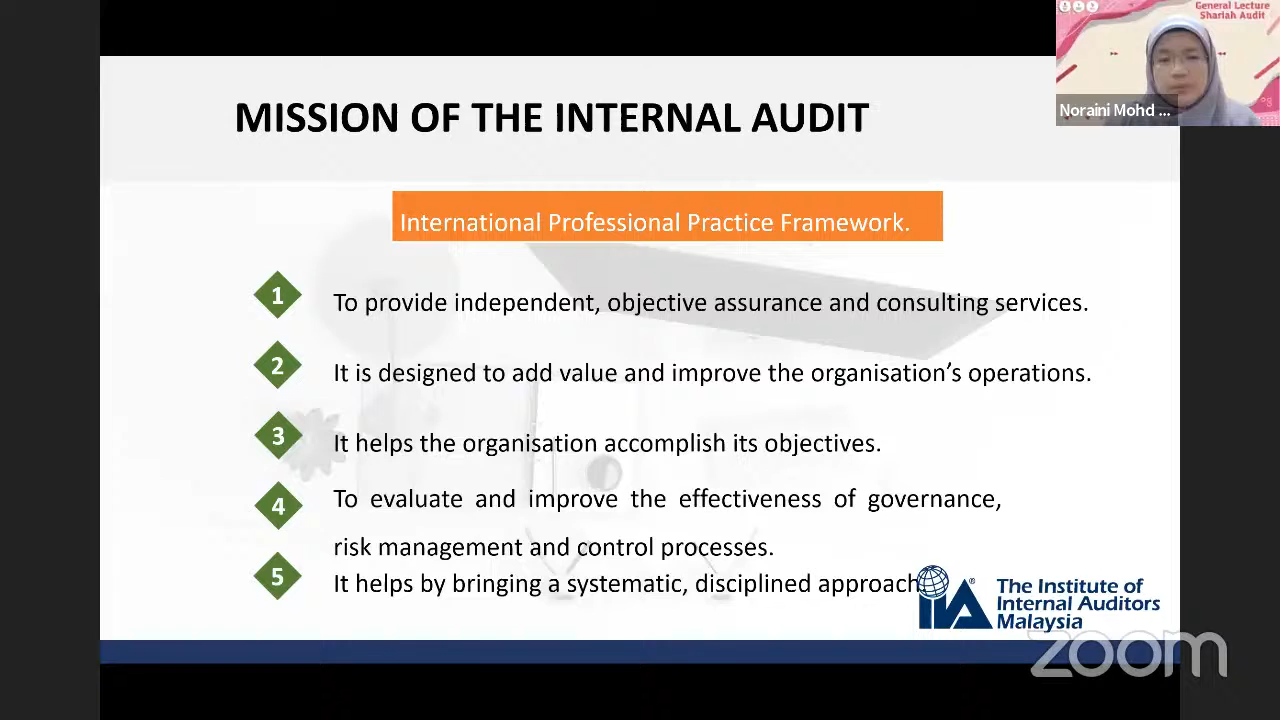 General Lecture
Shariah Audit
Noraini Mohd ...
MISSION OF THE INTERNAL AUDIT
International Professional Practice Framework.
1 To provide independent, objective assurance and consulting services.
2 It is designed to add value and improve the organisation's operations.
3 It helps the organisation accomplish its objectives.
4 To evaluate and improve the effectiveness of governance,
risk management and control processes.
5 It helps by bringing a systematic, disciplined approach
IIA ® The Institute of
Internal Auditors
Malaysia
zoom